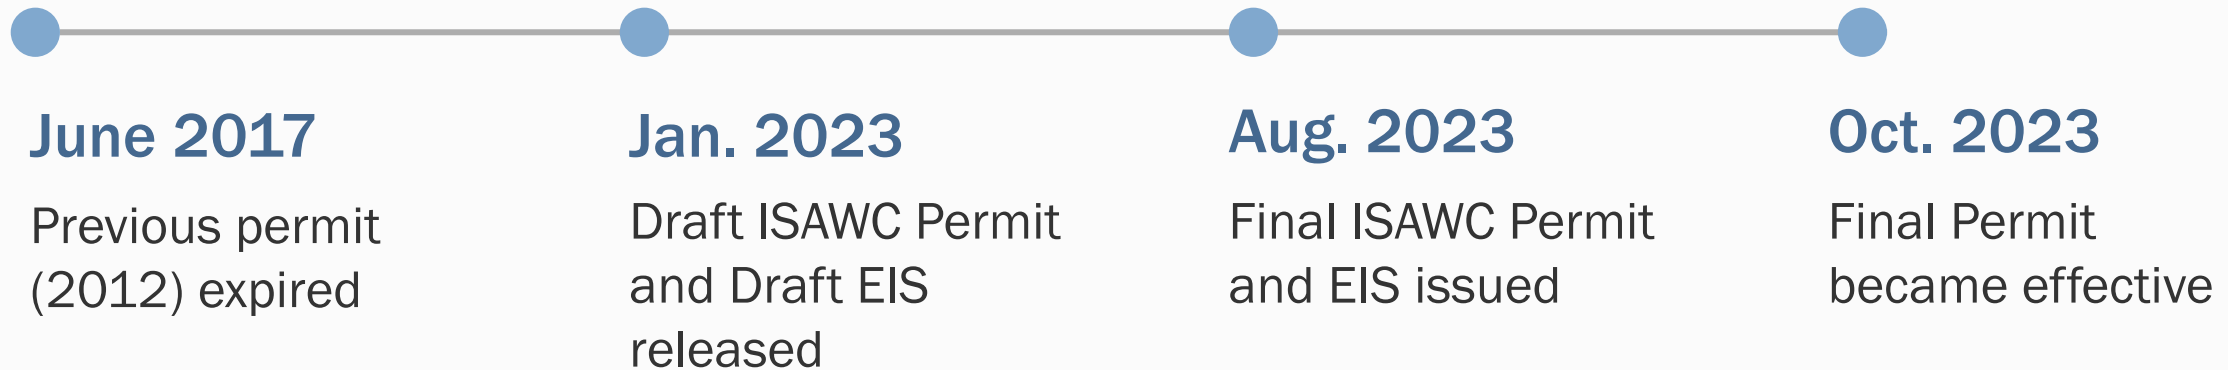 June 2017
Previous permit
(2012) expired
Jan. 2023
Draft ISAWC Permit
and Draft EIS
released
Aug. 2023
Final ISAWC Permit
and EIS issued
Oct. 2023
Final Permit
became effective